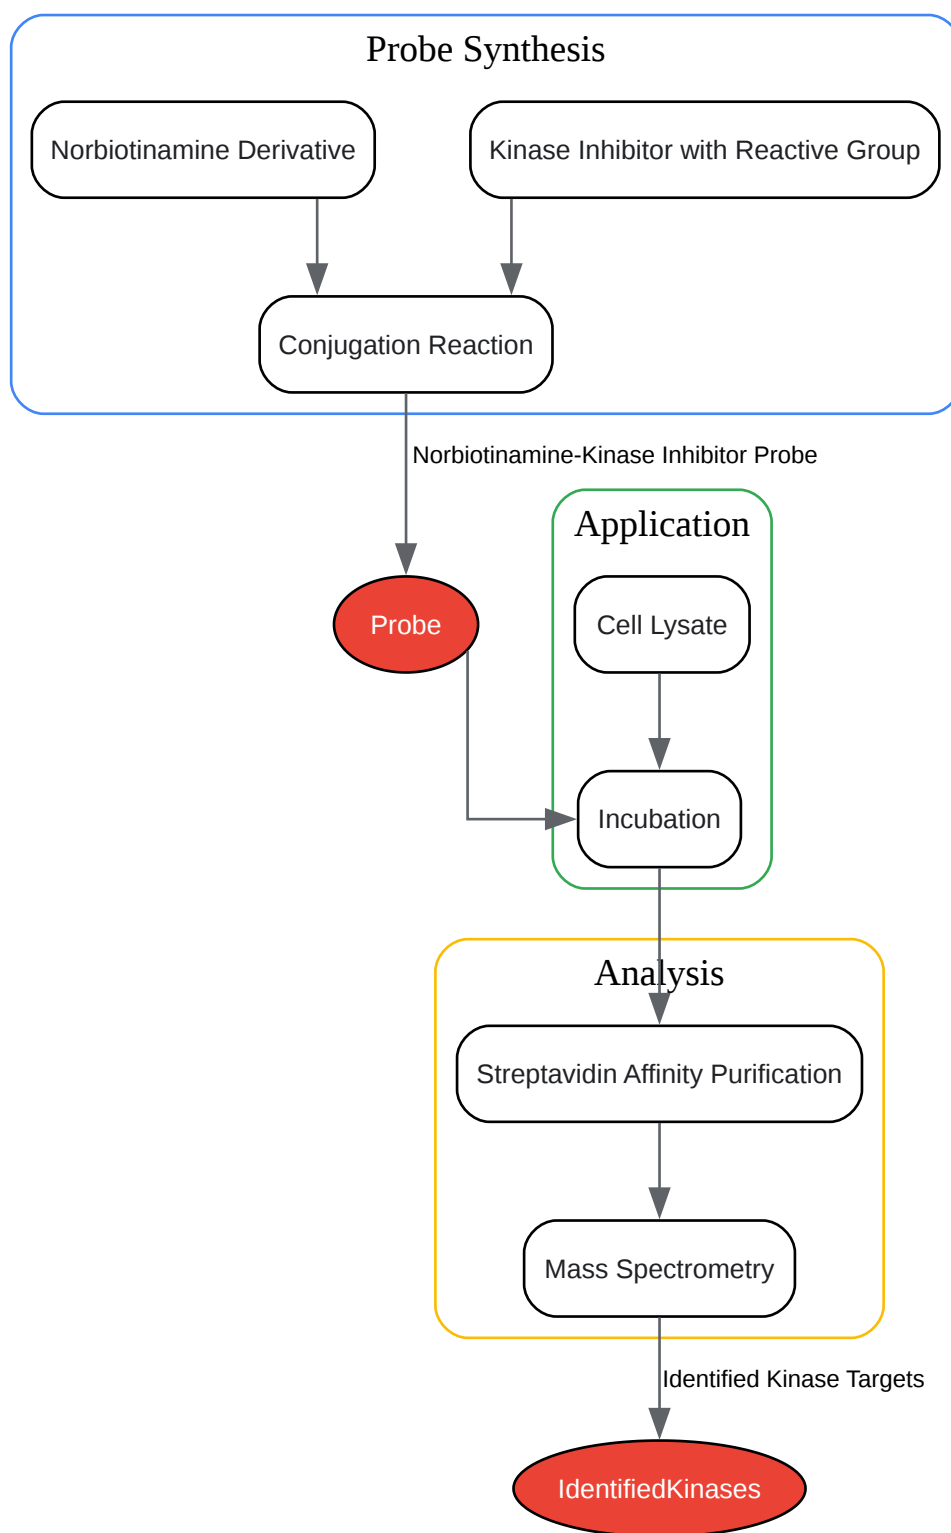 Probe Synthesis
Norbiotinamine Derivative
Kinase Inhibitor with Reactive Group
Conjugation Reaction
Norbiotinamine-Kinase Inhibitor Probe
Application
Probe
Cell Lysate
Incubation
Analysis
Streptavidin Affinity Purification
Mass Spectrometry
Identified Kinase Targets
IdentifiedKinases